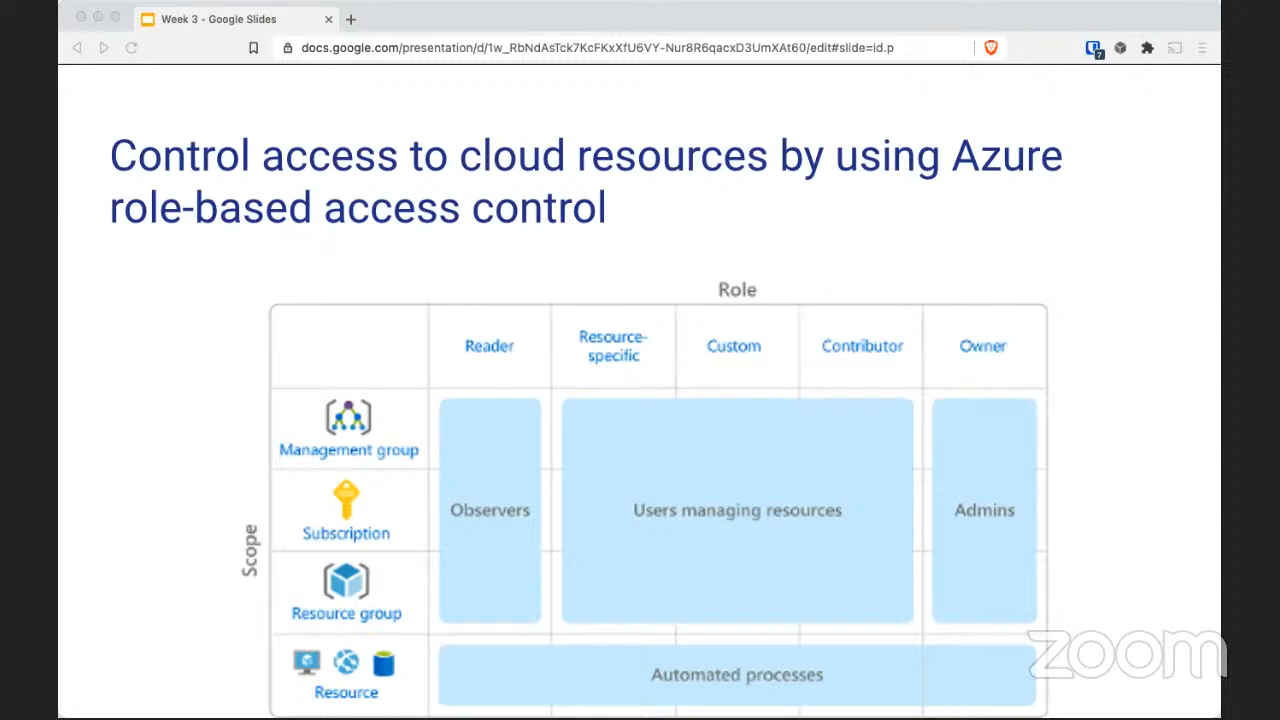 Week 3 - Google Slides
docs.google.com/presentation/d/1w_RbNdAsTck7KcFKxXfU6VY-Nur8R6qacxD3UmXAt60/edit#slide=id.p
7
Control access to cloud resources by using Azure
role-based access control
Role
Reader
Resource-
specific
Custom
Contributor
Owner
Scope
Management group
Subscription
Resource group
Resource
Observers
Users managing resources
Admins
Automated processes
zoom